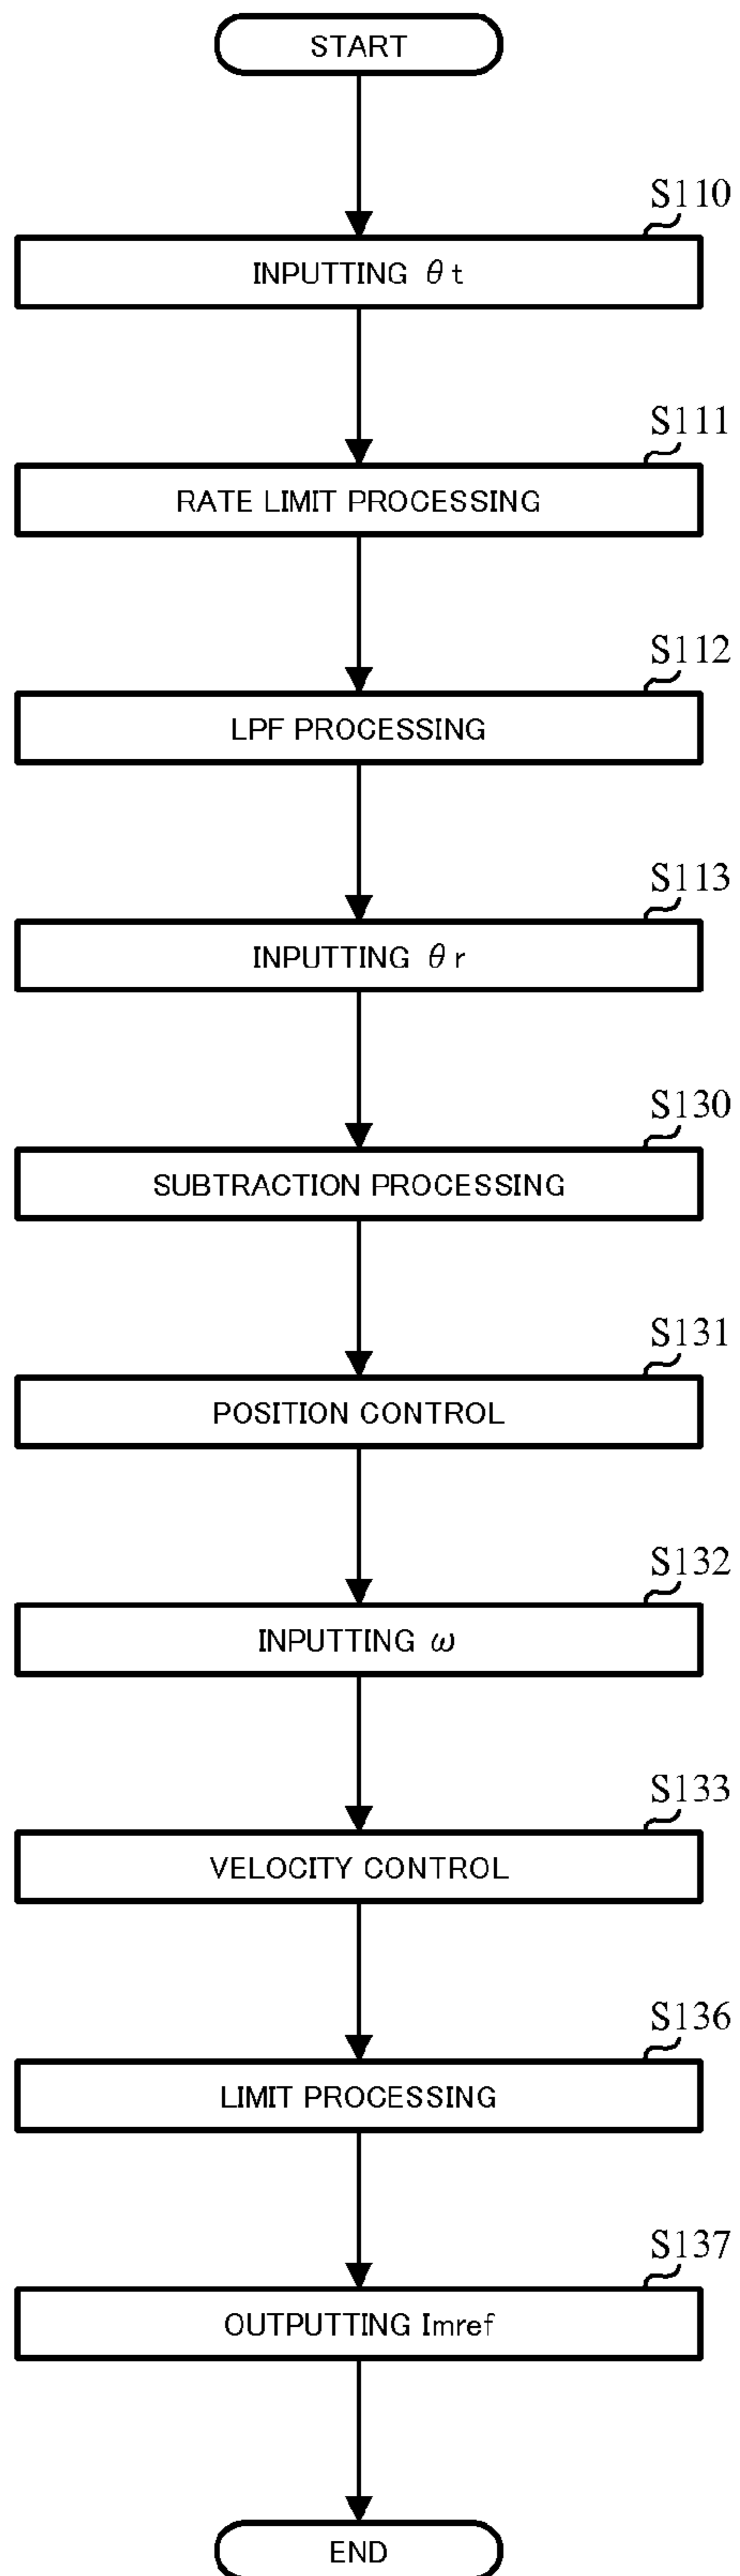 START
S110
INPUTTING θt
S111
RATE LIMIT PROCESSING
S112
LPF PROCESSING
S113
INPUTTING θr
S130
SUBTRACTION PROCESSING
S131
POSITION CONTROL
S132
INPUTTING ω
S133
VELOCITY CONTROL
S136
LIMIT PROCESSING
S137
OUTPUTTING Imref
END